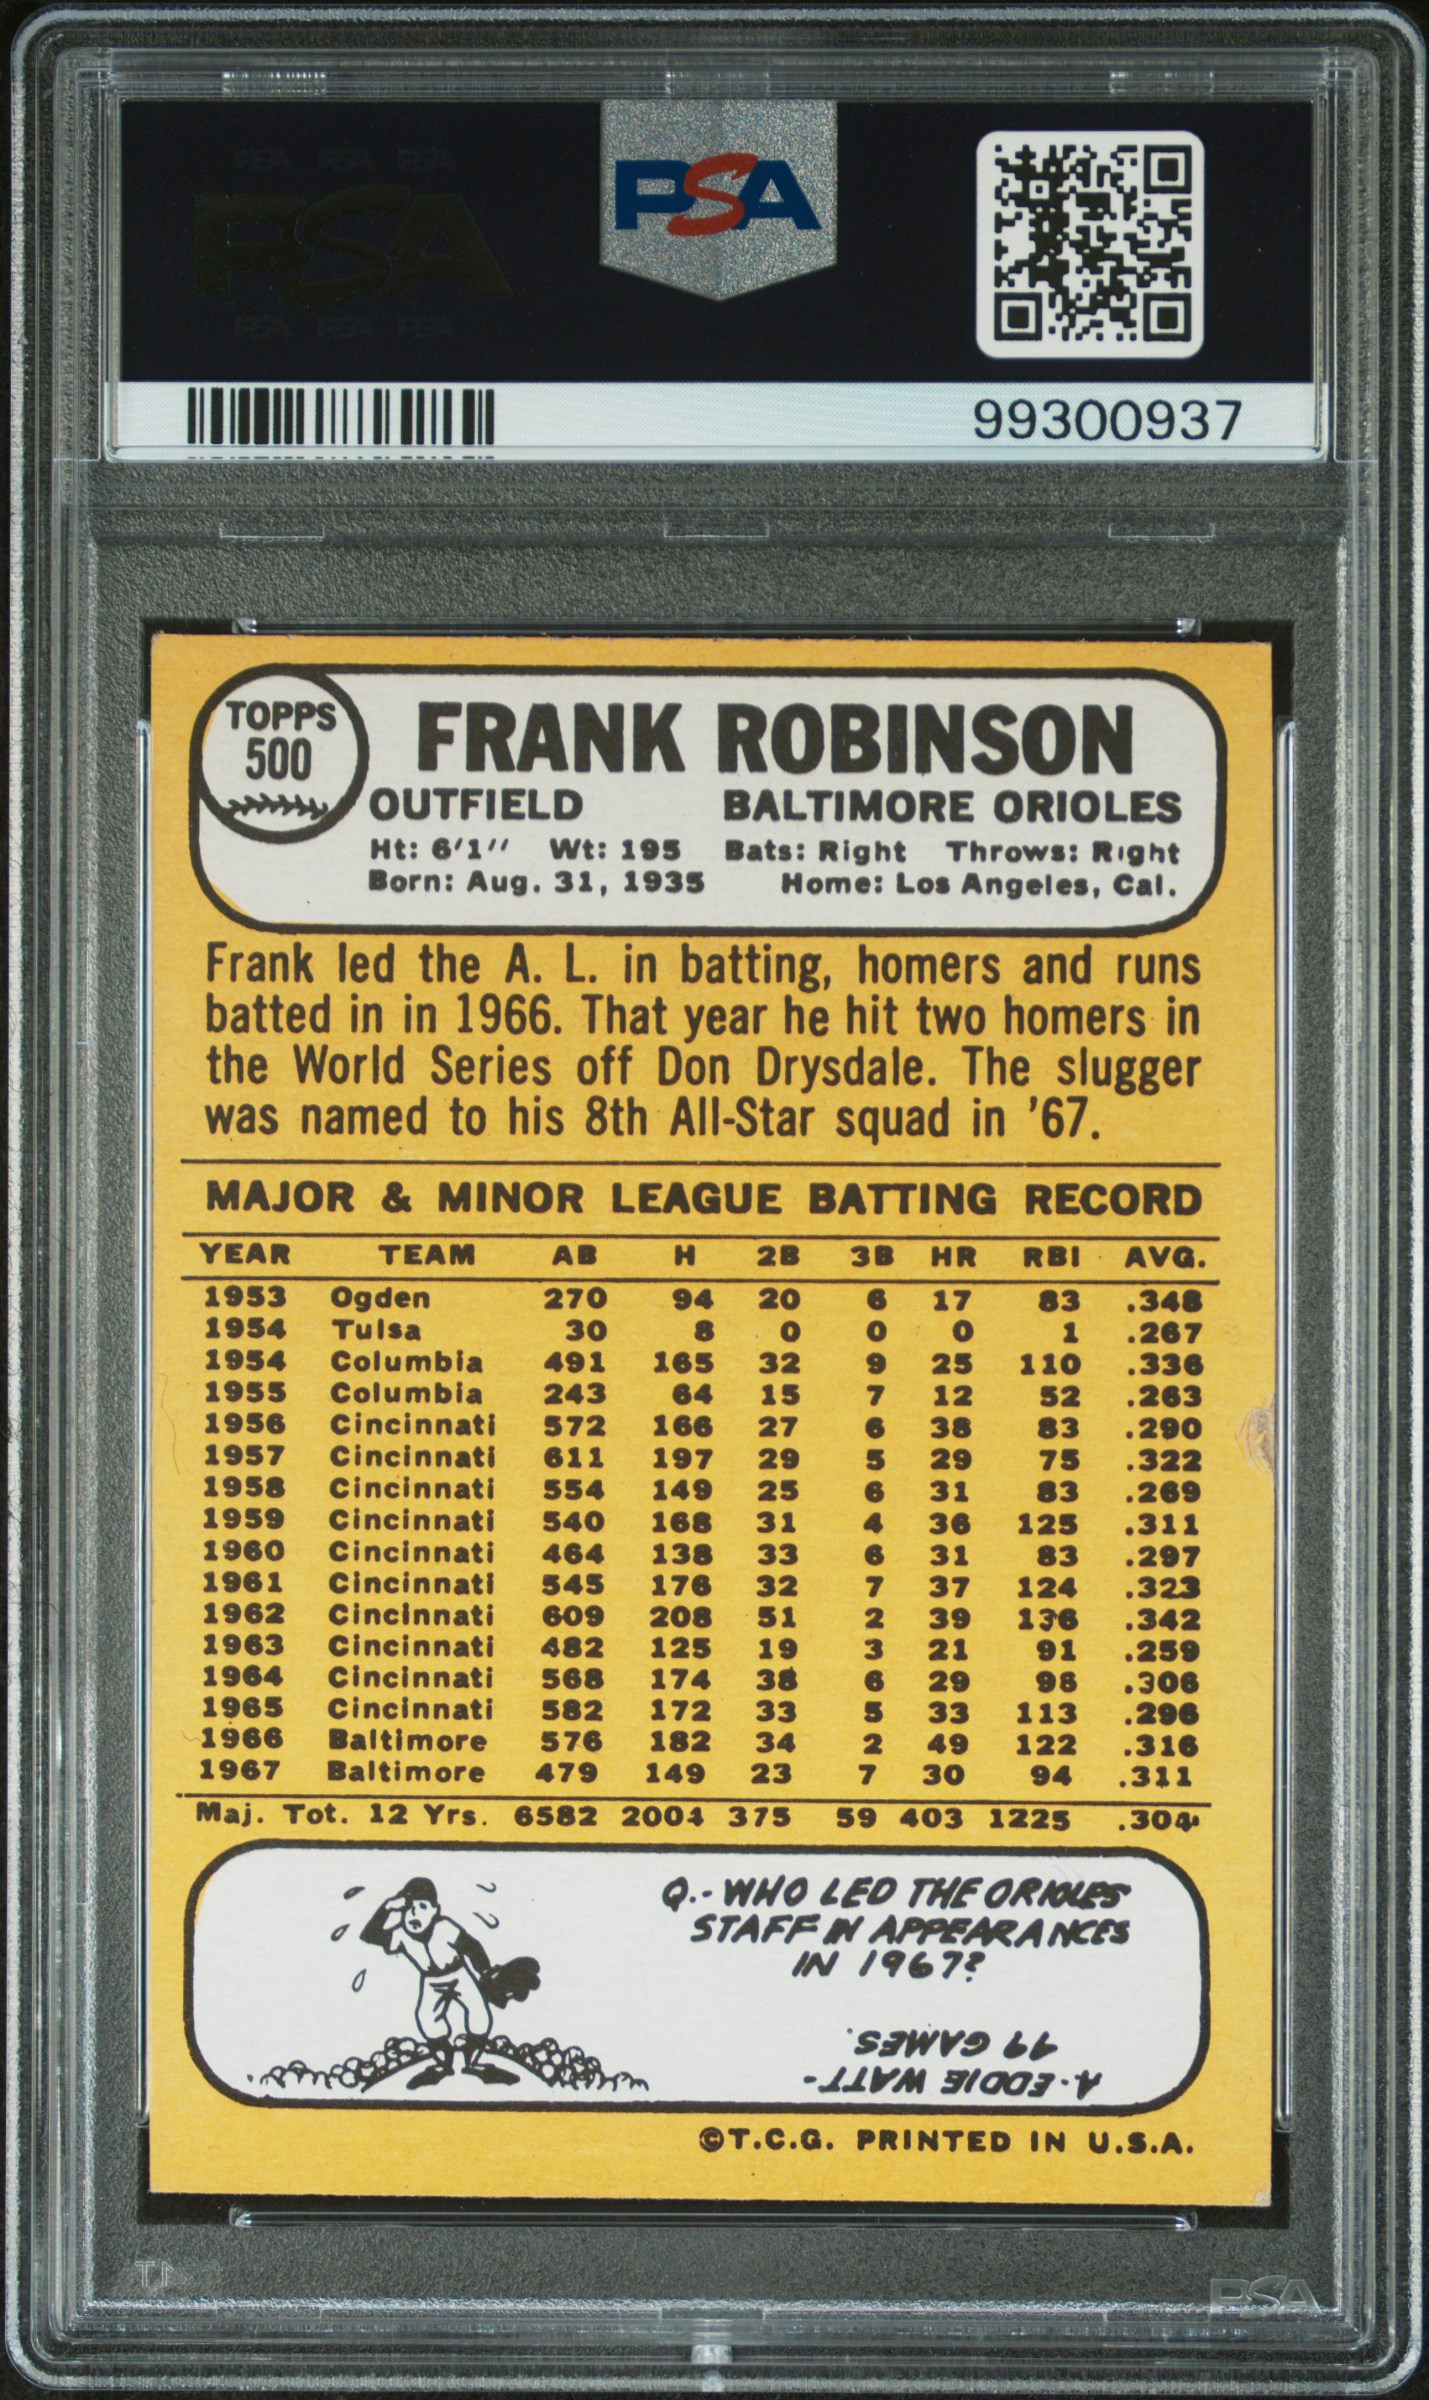 PSA PSA PSA
PSA
PSA PSA PSA
PSA
99300937
TOPPS
500
FRANK ROBINSON
OUTFIELD BALTIMORE ORIOLES
Ht: 6'1'' Wt: 195 Bats: Right Throws: Right
Born: Aug. 31, 1935 Home: Los Angeles, Cal.
Frank led the A. L. in batting, homers and runs
batted in in 1966. That year he hit two homers in
the World Series off Don Drysdale. The slugger
was named to his 8th All-Star squad in '67.
MAJOR & MINOR LEAGUE BATTING RECORD
YEAR TEAM AB H 2B 3B HR RBI AVG.
1953 Ogden 270 94 20 6 17 83 .348
1954 Tulsa 30 8 0 0 0 1 .267
1954 Columbia 491 165 32 9 25 110 .336
1955 Columbia 243 64 15 7 12 52 .263
1956 Cincinnati 572 166 27 6 38 83 .290
1957 Cincinnati 611 197 29 5 29 75 .322
1958 Cincinnati 554 149 25 6 31 83 .269
1959 Cincinnati 540 168 31 4 36 125 .311
1960 Cincinnati 464 138 33 6 31 83 .297
1961 Cincinnati 545 176 32 7 37 124 .323
1962 Cincinnati 609 208 51 2 39 136 .342
1963 Cincinnati 482 125 19 3 21 91 .259
1964 Cincinnati 568 174 38 6 29 96 .306
1965 Cincinnati 582 172 33 5 33 113 .296
1966 Baltimore 576 182 34 2 49 122 .316
1967 Baltimore 479 149 23 7 30 94 .311
Maj. Tot. 12 Yrs. 6582 2004 375 59 403 1225 .304
Q.- WHO LED THE ORIOLES
STAFF IN APPEARANCES
IN 1967?
A.-EDDIE WATT-
49 GAMES.
©T.C.G. PRINTED IN U.S.A.
PSA